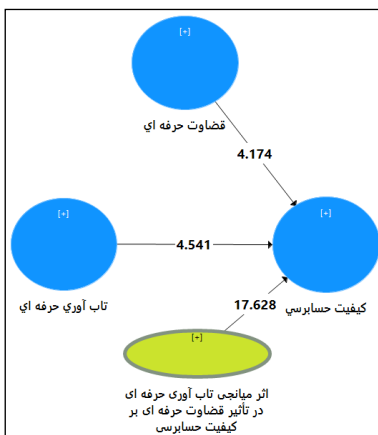 [+]
قضاوت حرفه اي
4.174
[+]
[+]
4.541
تاب آوري حرفه اي
كيفيت حسابرسي
17.628
[+]
اثر میانجی تاب آوری حرفه ای
در تأثیر قضاوت حرفه ای بر
کیفیت حسابرسی